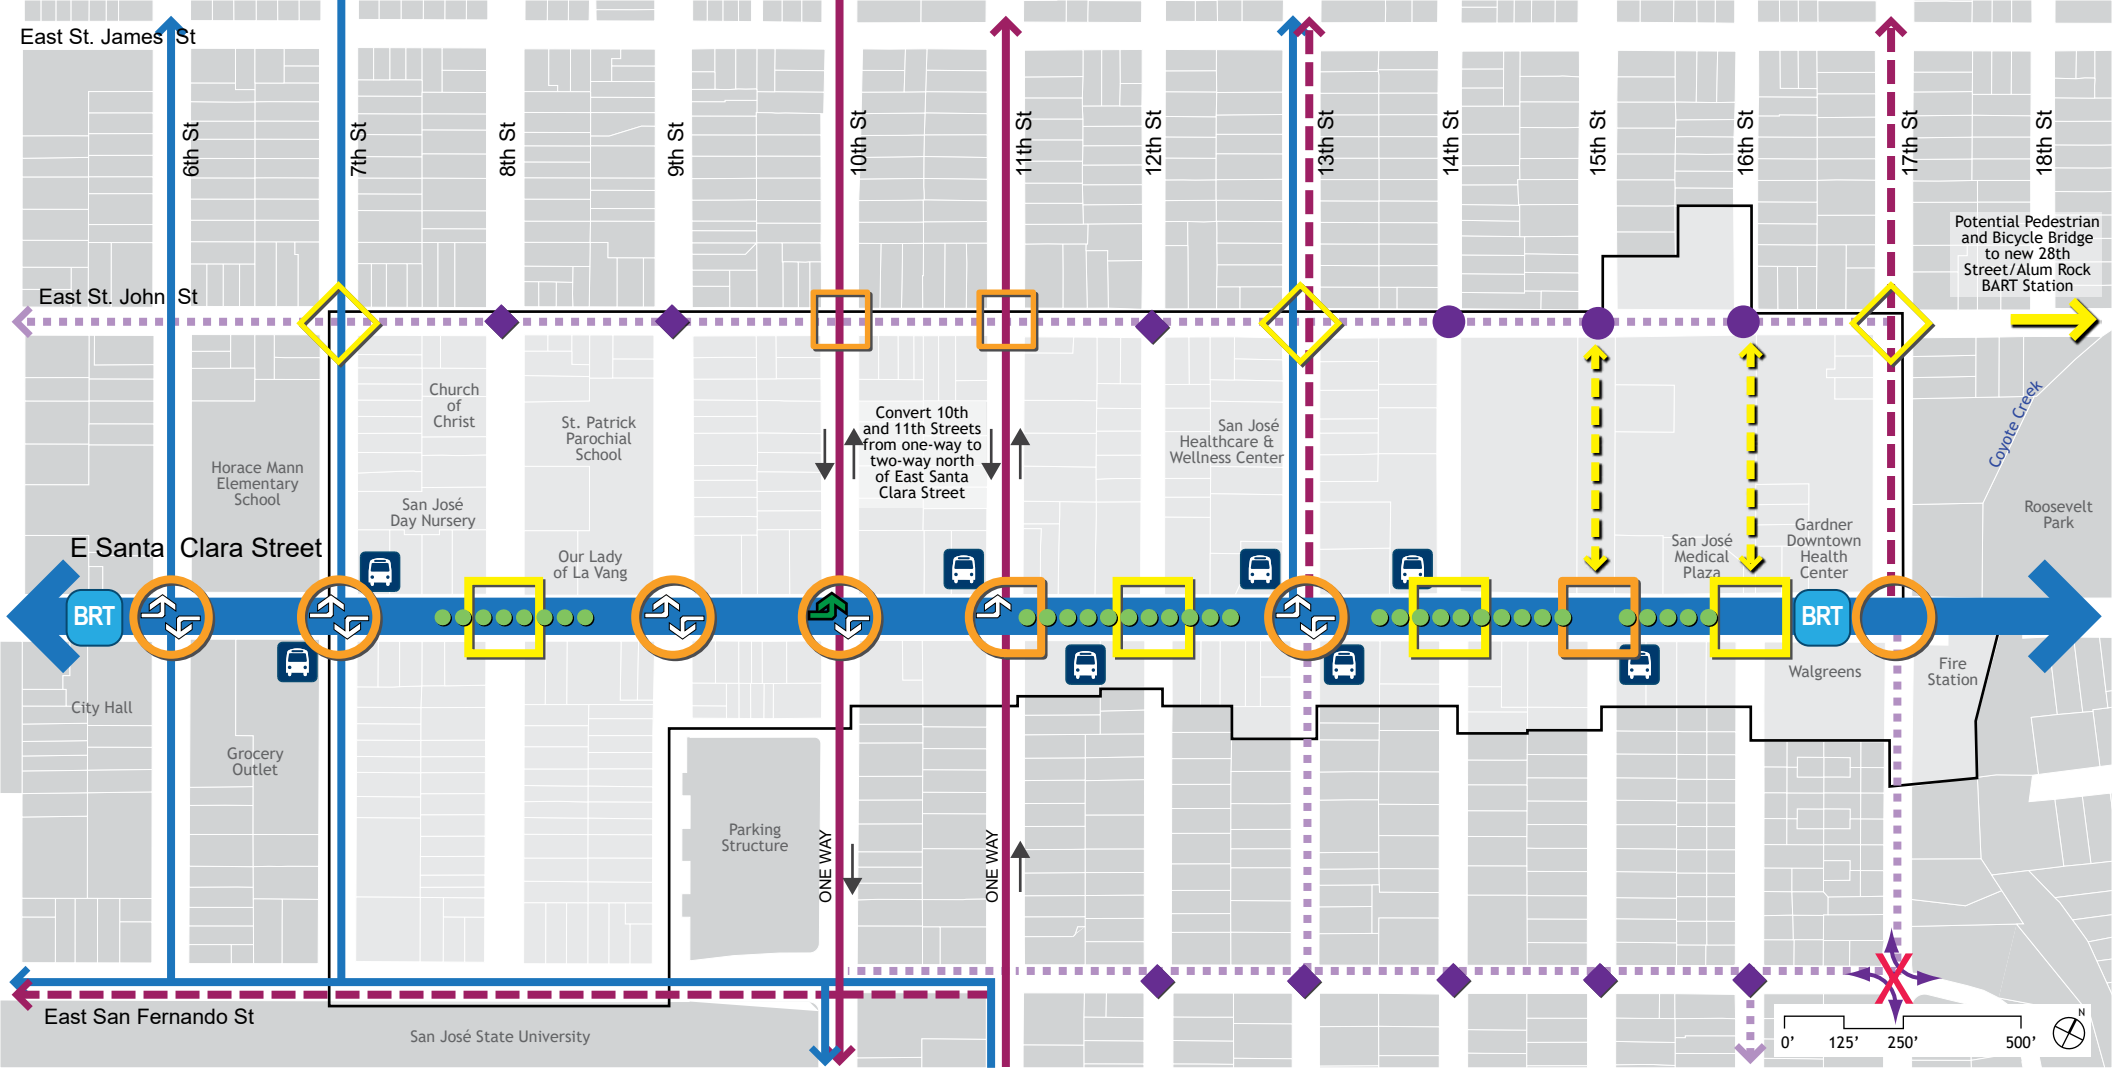 East St. James St
6th St
7th St
8th St
9th St
10th St
11th St
12th St
13th St
14th St
15th St
16th St
17th St
18th St
Potential Pedestrian
and Bicycle Bridge
to new 28th
Street/Alum Rock
BART Station
East St. John St
Church
of
Christ
St. Patrick
Parochial
School
Convert 10th
and 11th Streets
from one-way to
two-way north
of East Santa
Clara Street
San José
Healthcare &
Wellness Center
Coyote Creek
Horace Mann
Elementary
School
San José
Day Nursery
Roosevelt
Park
E Santa Clara Street
Our Lady
of La Vang
San José
Medical
Plaza
Gardner
Downtown
Health
Center
BRT
BRT
Walgreens
Fire
Station
City Hall
Grocery
Outlet
Parking
Structure
ONE WAY
ONE WAY
East San Fernando St
San José State University
N
0’
125’
250’
500’